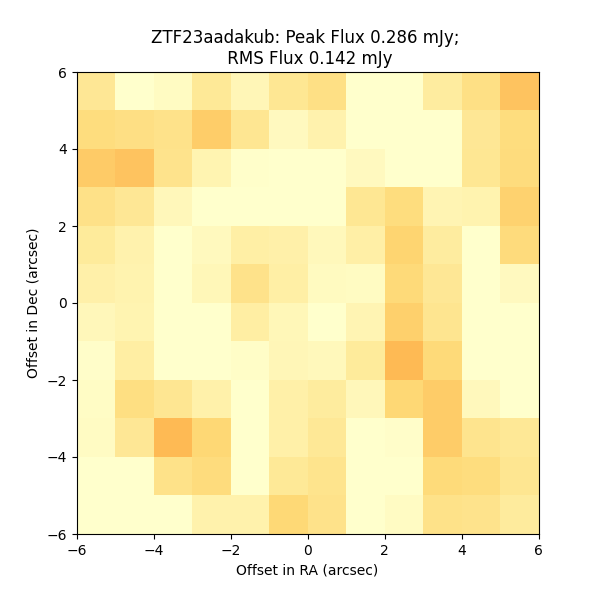 ZTF23aadakub: Peak Flux 0.286 mJy;
RMS Flux 0.142 mJy
6
4
2
0
−2
−4
−6
Offset in Dec (arcsec)
−6 −4 −2 0 2 4 6
Offset in RA (arcsec)